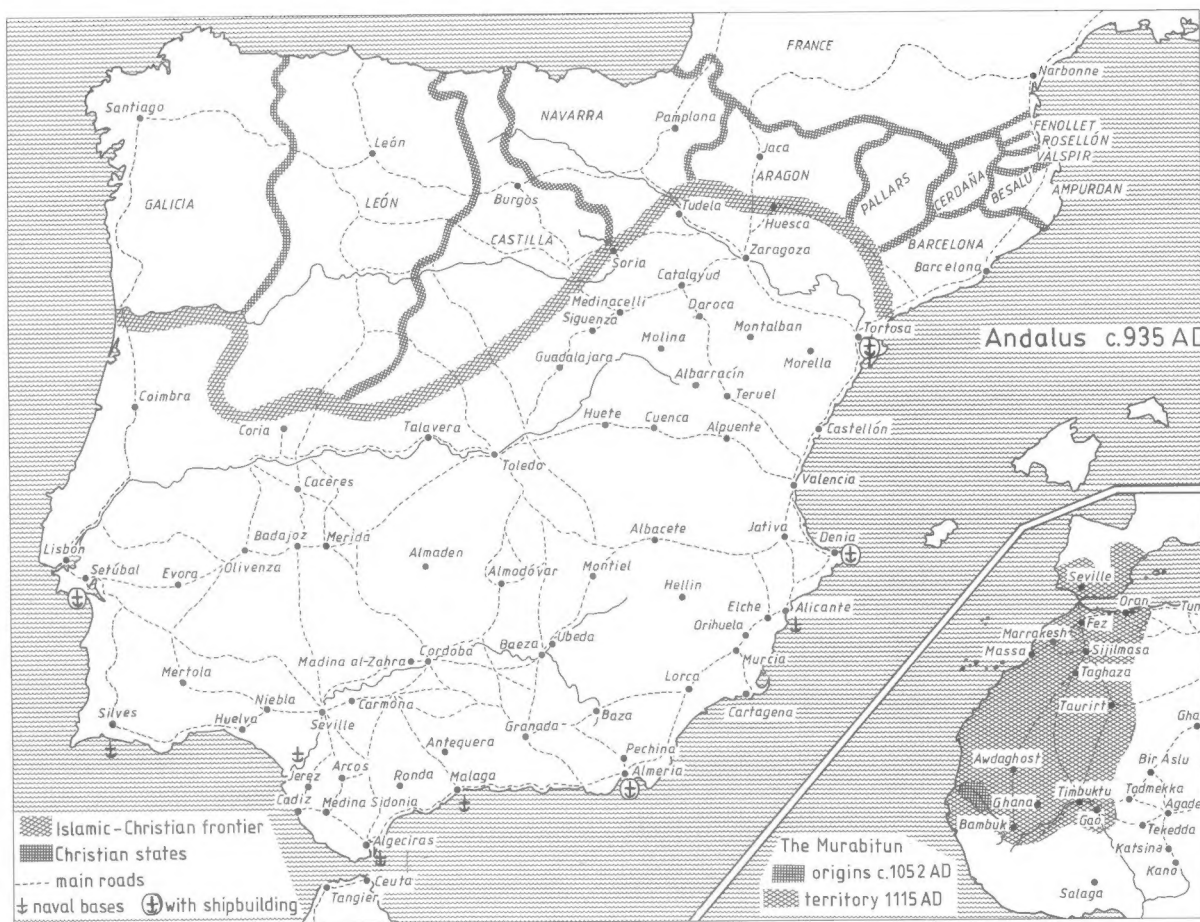 FRANCE
Narbonne
NAVARRA
Pamplona
Santiago
León
FENOLLET
ROSELLÓN
VALSPIR
Jaca
ARAGON
PALLARS
CERDAÑA
BESALU
AMPURDAN
GALICIA
LEÓN
Burgos
Tudela
Huesca
CASTILLA
BARCELONA
Soria
Zaragoza
Barcelona
Catalayud
Medinacelli
Siguenza
Daroca
Molina
Montalban
Tortosa
Andalus c.935 AD
Guadalajara
Morella
Albarracín
Teruel
Coimbra
Coria
Talavera
Huete
Cuenca
Alpuente
Castellón
Toledo
Caceres
Valencia
Lisbon
Setúbal
Evora
Olivenza
Badajoz
Merida
Almaden
Almodóvar
Albacete
Montiel
Jativa
Denia
Hellin
Elche
Orihuela
Alicante
Murcia
Mertola
Madina al-Zahra
Cordóba
Baeza
Ubeda
Lorca
Cartagena
Silves
Huelva
Niebla
Seville
Carmona
Granada
Baza
Antequera
Pechina
Almeria
Jerez
Arcos
Ronda
Malaga
Cadiz
Medina Sidonia
Algeciras
Ceuta
Tangier
Islamic-Christian frontier
Christian states
main roads
naval bases with shipbuilding
Seville
Oran
Tun
Fez
Marrakesh
Massa
Sijilmasa
Taghaza
Taurirt
Gha
Awdaghost
Bir Aslu
Ghana
Timbuktu
Tadmekka
Bambuk
Gao
Agade
Tekedda
Katsina
Kano
Salaga
The Murabitun
origins c.1052 AD
territory 1115 AD